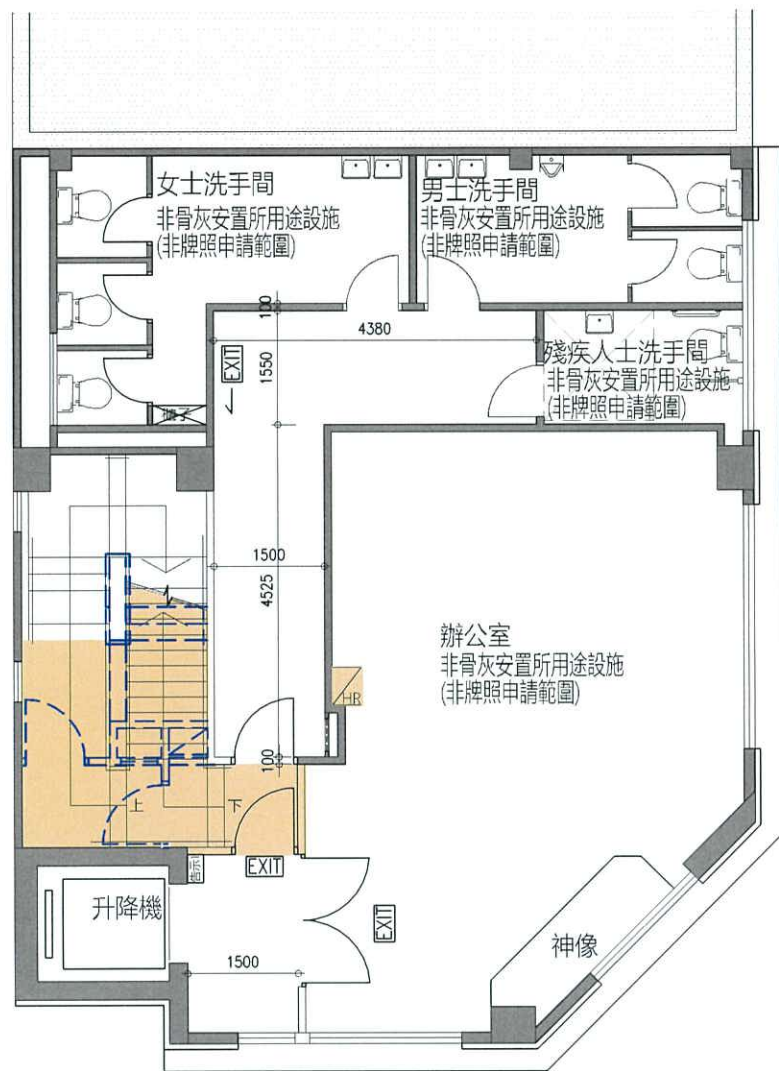 女士洗手間
非骨灰安置所用途設施
(非牌照申請範圍)
男士洗手間
非骨灰安置所用途設施
(非牌照申請範圍)
100
4380
EXIT
1550
殘疾人士洗手間
非骨灰安置所用途設施
(非牌照申請範圍)
1500
4525
辦公室
非骨灰安置所用途設施
(非牌照申請範圍)
HR
100
上
下
告示
EXIT
升降機
EXIT
神像
1500